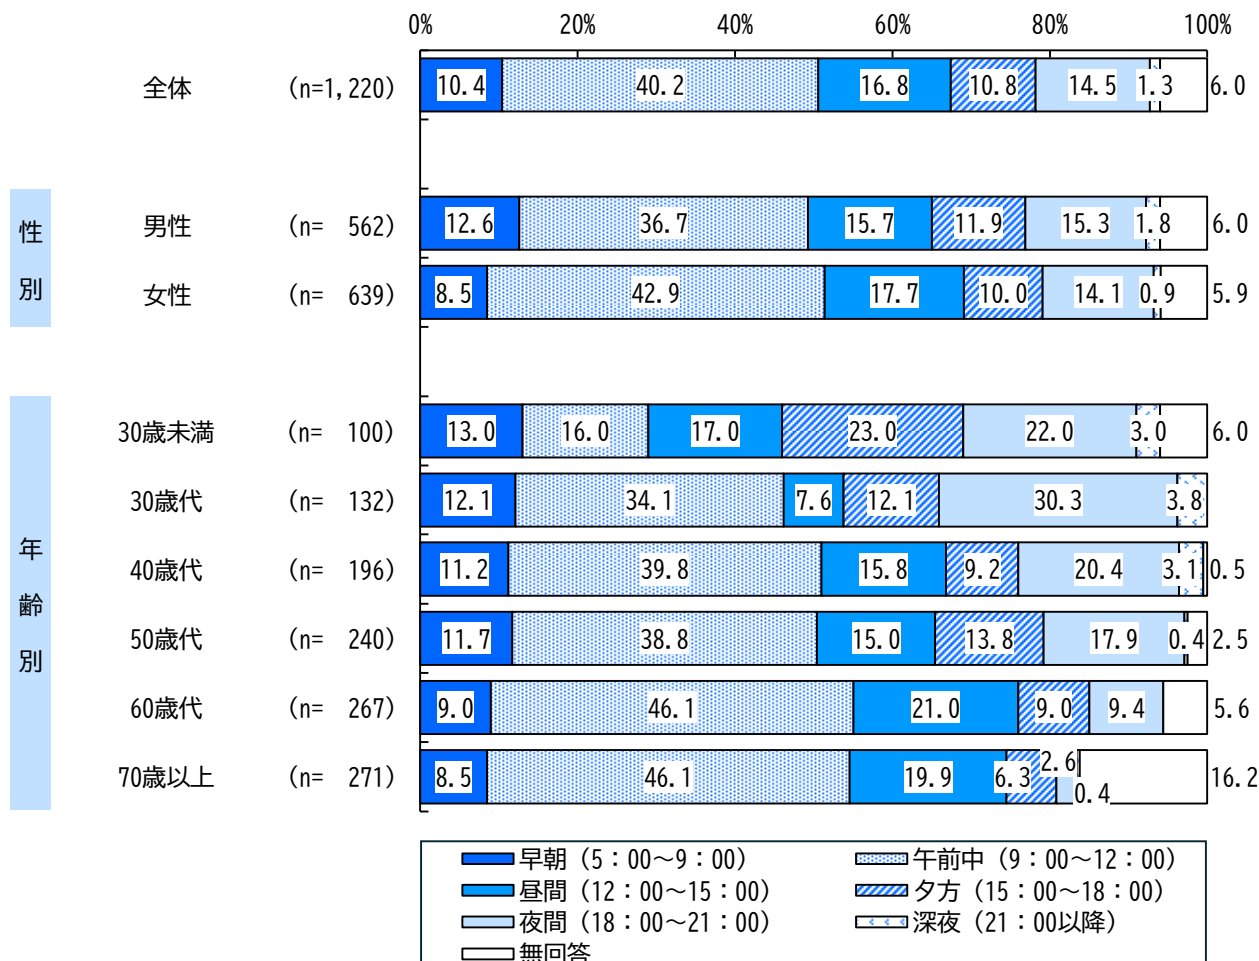 0% 20% 40% 60% 80% 100%
全体 (n=1,220) 10.4 40.2 16.8 10.8 14.5 1.3 6.0
性別
男性 (n= 562) 12.6 36.7 15.7 11.9 15.3 1.8 6.0
女性 (n= 639) 8.5 42.9 17.7 10.0 14.1 0.9 5.9
年齢別
30歳未満 (n= 100) 13.0 16.0 17.0 23.0 22.0 3.0 6.0
30歳代 (n= 132) 12.1 34.1 7.6 12.1 30.3 3.8
40歳代 (n= 196) 11.2 39.8 15.8 9.2 20.4 3.1 0.5
50歳代 (n= 240) 11.7 38.8 15.0 13.8 17.9 0.4 2.5
60歳代 (n= 267) 9.0 46.1 21.0 9.0 9.4 5.6
70歳以上 (n= 271) 8.5 46.1 19.9 6.3 2.6 0.4 16.2
早朝（5：00～9：00） 午前中（9：00～12：00）
昼間（12：00～15：00） 夕方（15：00～18：00）
夜間（18：00～21：00） 深夜（21：00以降）
無回答